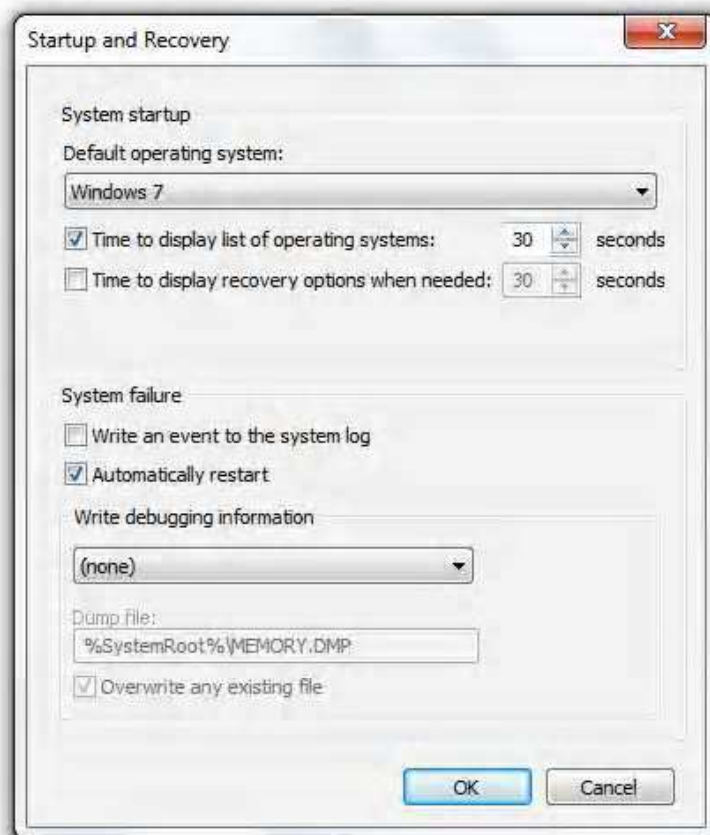 Startup and Recovery
System startup
Default operating system:
Windows 7
Time to display list of operating systems: 30 seconds
Time to display recovery options when needed: 30 seconds
System failure
Write an event to the system log
Automatically restart
Write debugging information
(none)
Dump file:
%SystemRoot%\MEMORY.DMP
Overwrite any existing file
OK Cancel